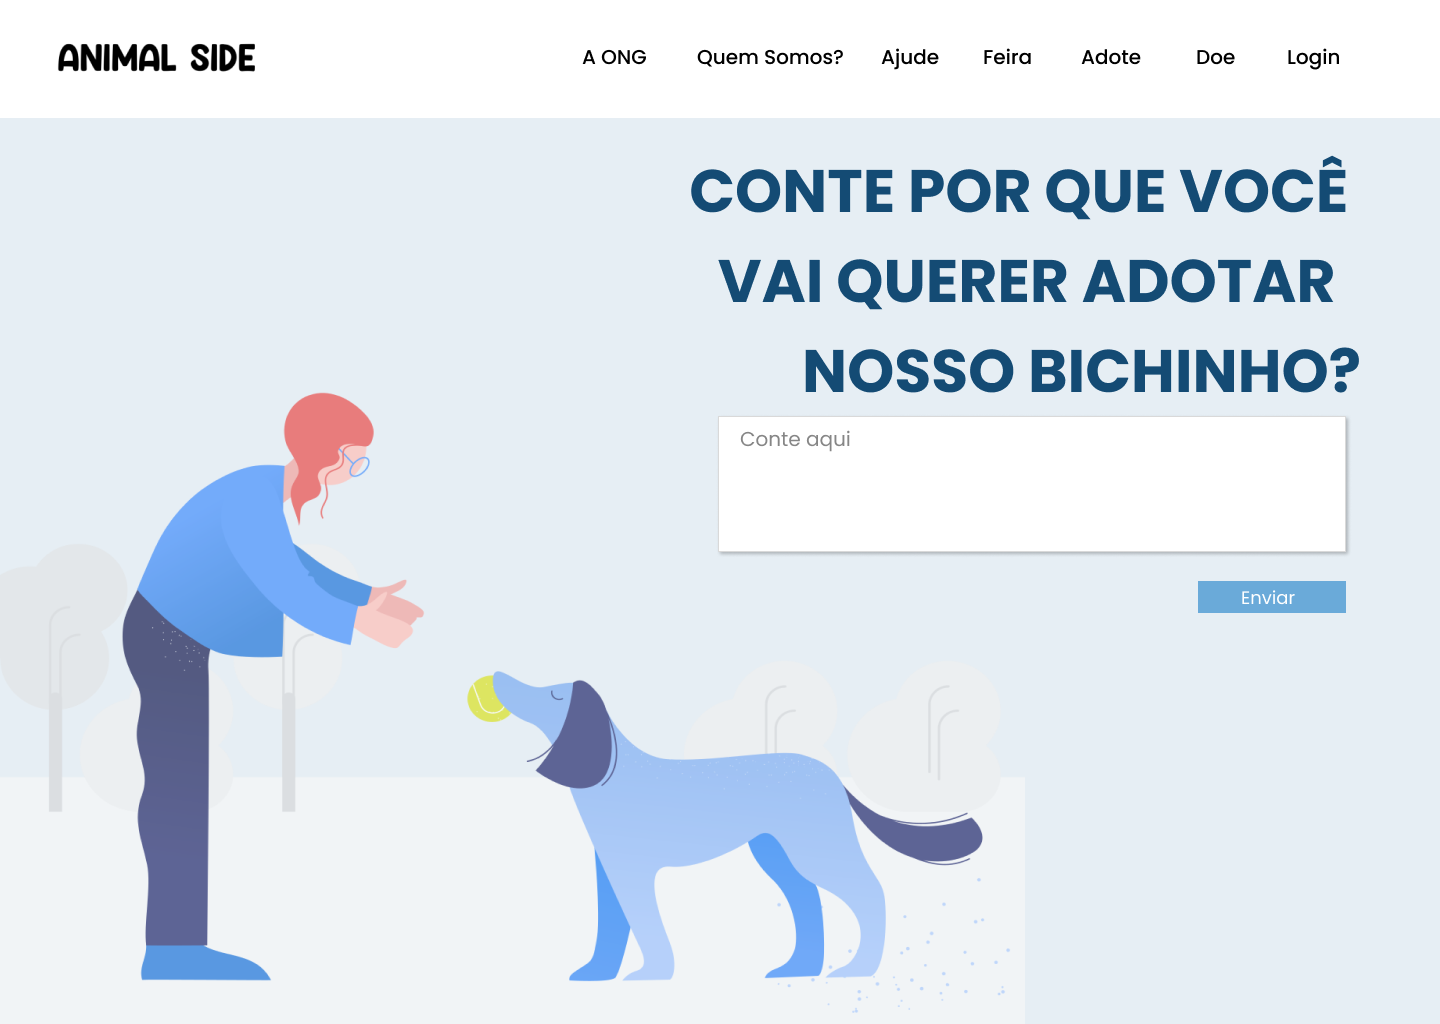 ANIMAL SIDE
A ONG Quem Somos? Ajude Feira Adote Doe Login
CONTE POR QUE VOCÊ
VAI QUERER ADOTAR
NOSSO BICHINHO?
Conte aqui
Enviar